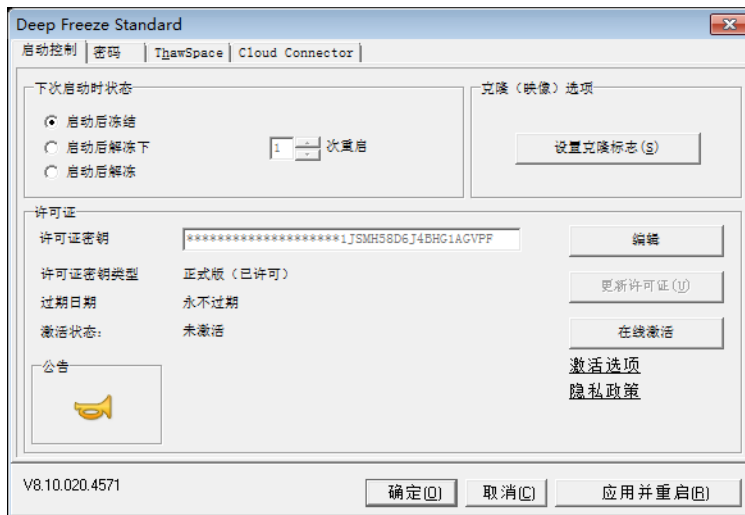 Deep Freeze Standard
启动控制 密码 ThawSpace Cloud Connector
下次启动时状态
启动后冻结
启动后解冻下 1 次重启
启动后解冻
克隆（映像）选项
设置克隆标志(S)
许可证
许可证密钥 ********************1JSMH58D6J4BHG1AGVPF 编辑
许可证密钥类型 正式版（已许可） 更新许可证(U)
过期日期 永不过期
激活状态: 未激活 在线激活
公告
激活选项
隐私政策
V8.10.020.4571 确定(O) 取消(C) 应用并重启(R)